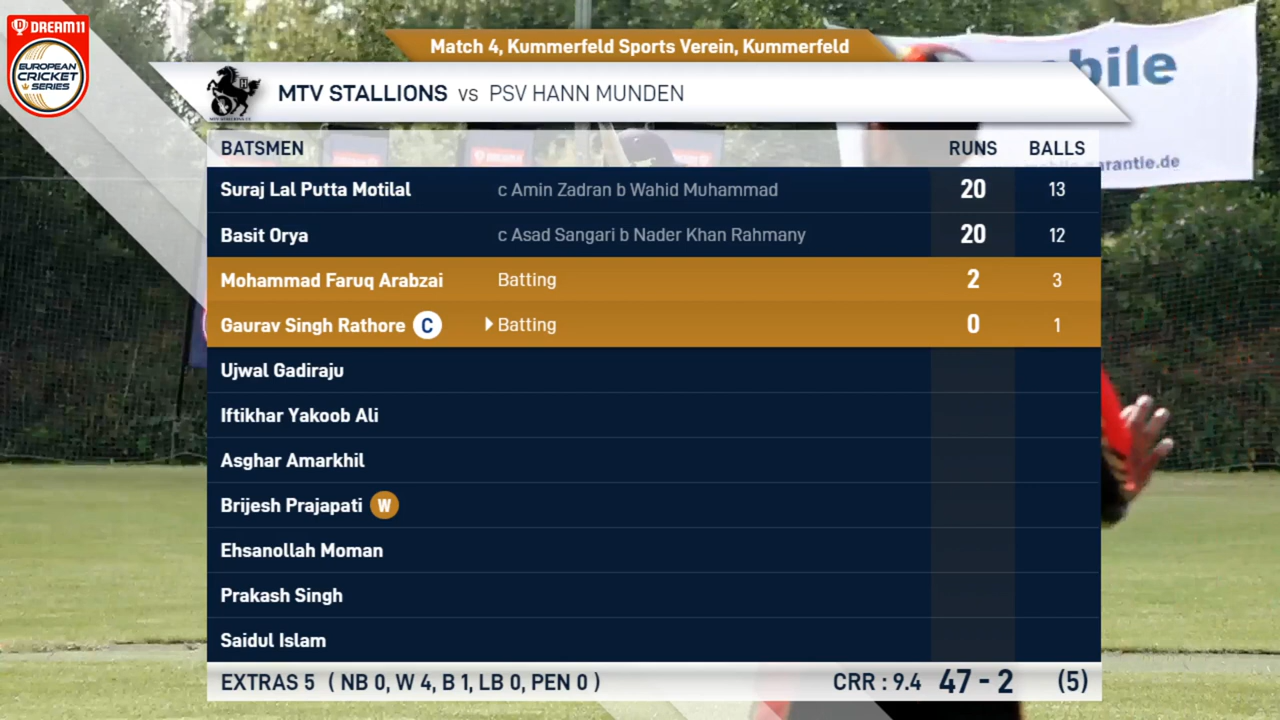 DREAM11
EUROPEAN
CRICKET
SERIES
Match 4, Kummerfeld Sports Verein, Kummerfeld
MTV STALLIONS vs PSV HANN MUNDEN
bile
garantie.de
BATSMEN RUNS BALLS
Suraj Lal Putta Motilal c Amin Zadran b Wahid Muhammad 20 13
Basit Orya c Asad Sangari b Nader Khan Rahmany 20 12
Mohammad Faruq Arabzai Batting 2 3
Gaurav Singh Rathore C Batting 0 1
Ujwal Gadiraju
Iftikhar Yakoob Ali
Asghar Amarkhil
Brijesh Prajapati W
Ehsanollah Moman
Prakash Singh
Saidul Islam
EXTRAS 5 ( NB 0, W 4, B 1, LB 0, PEN 0 ) CRR : 9.4 47 - 2 (5)